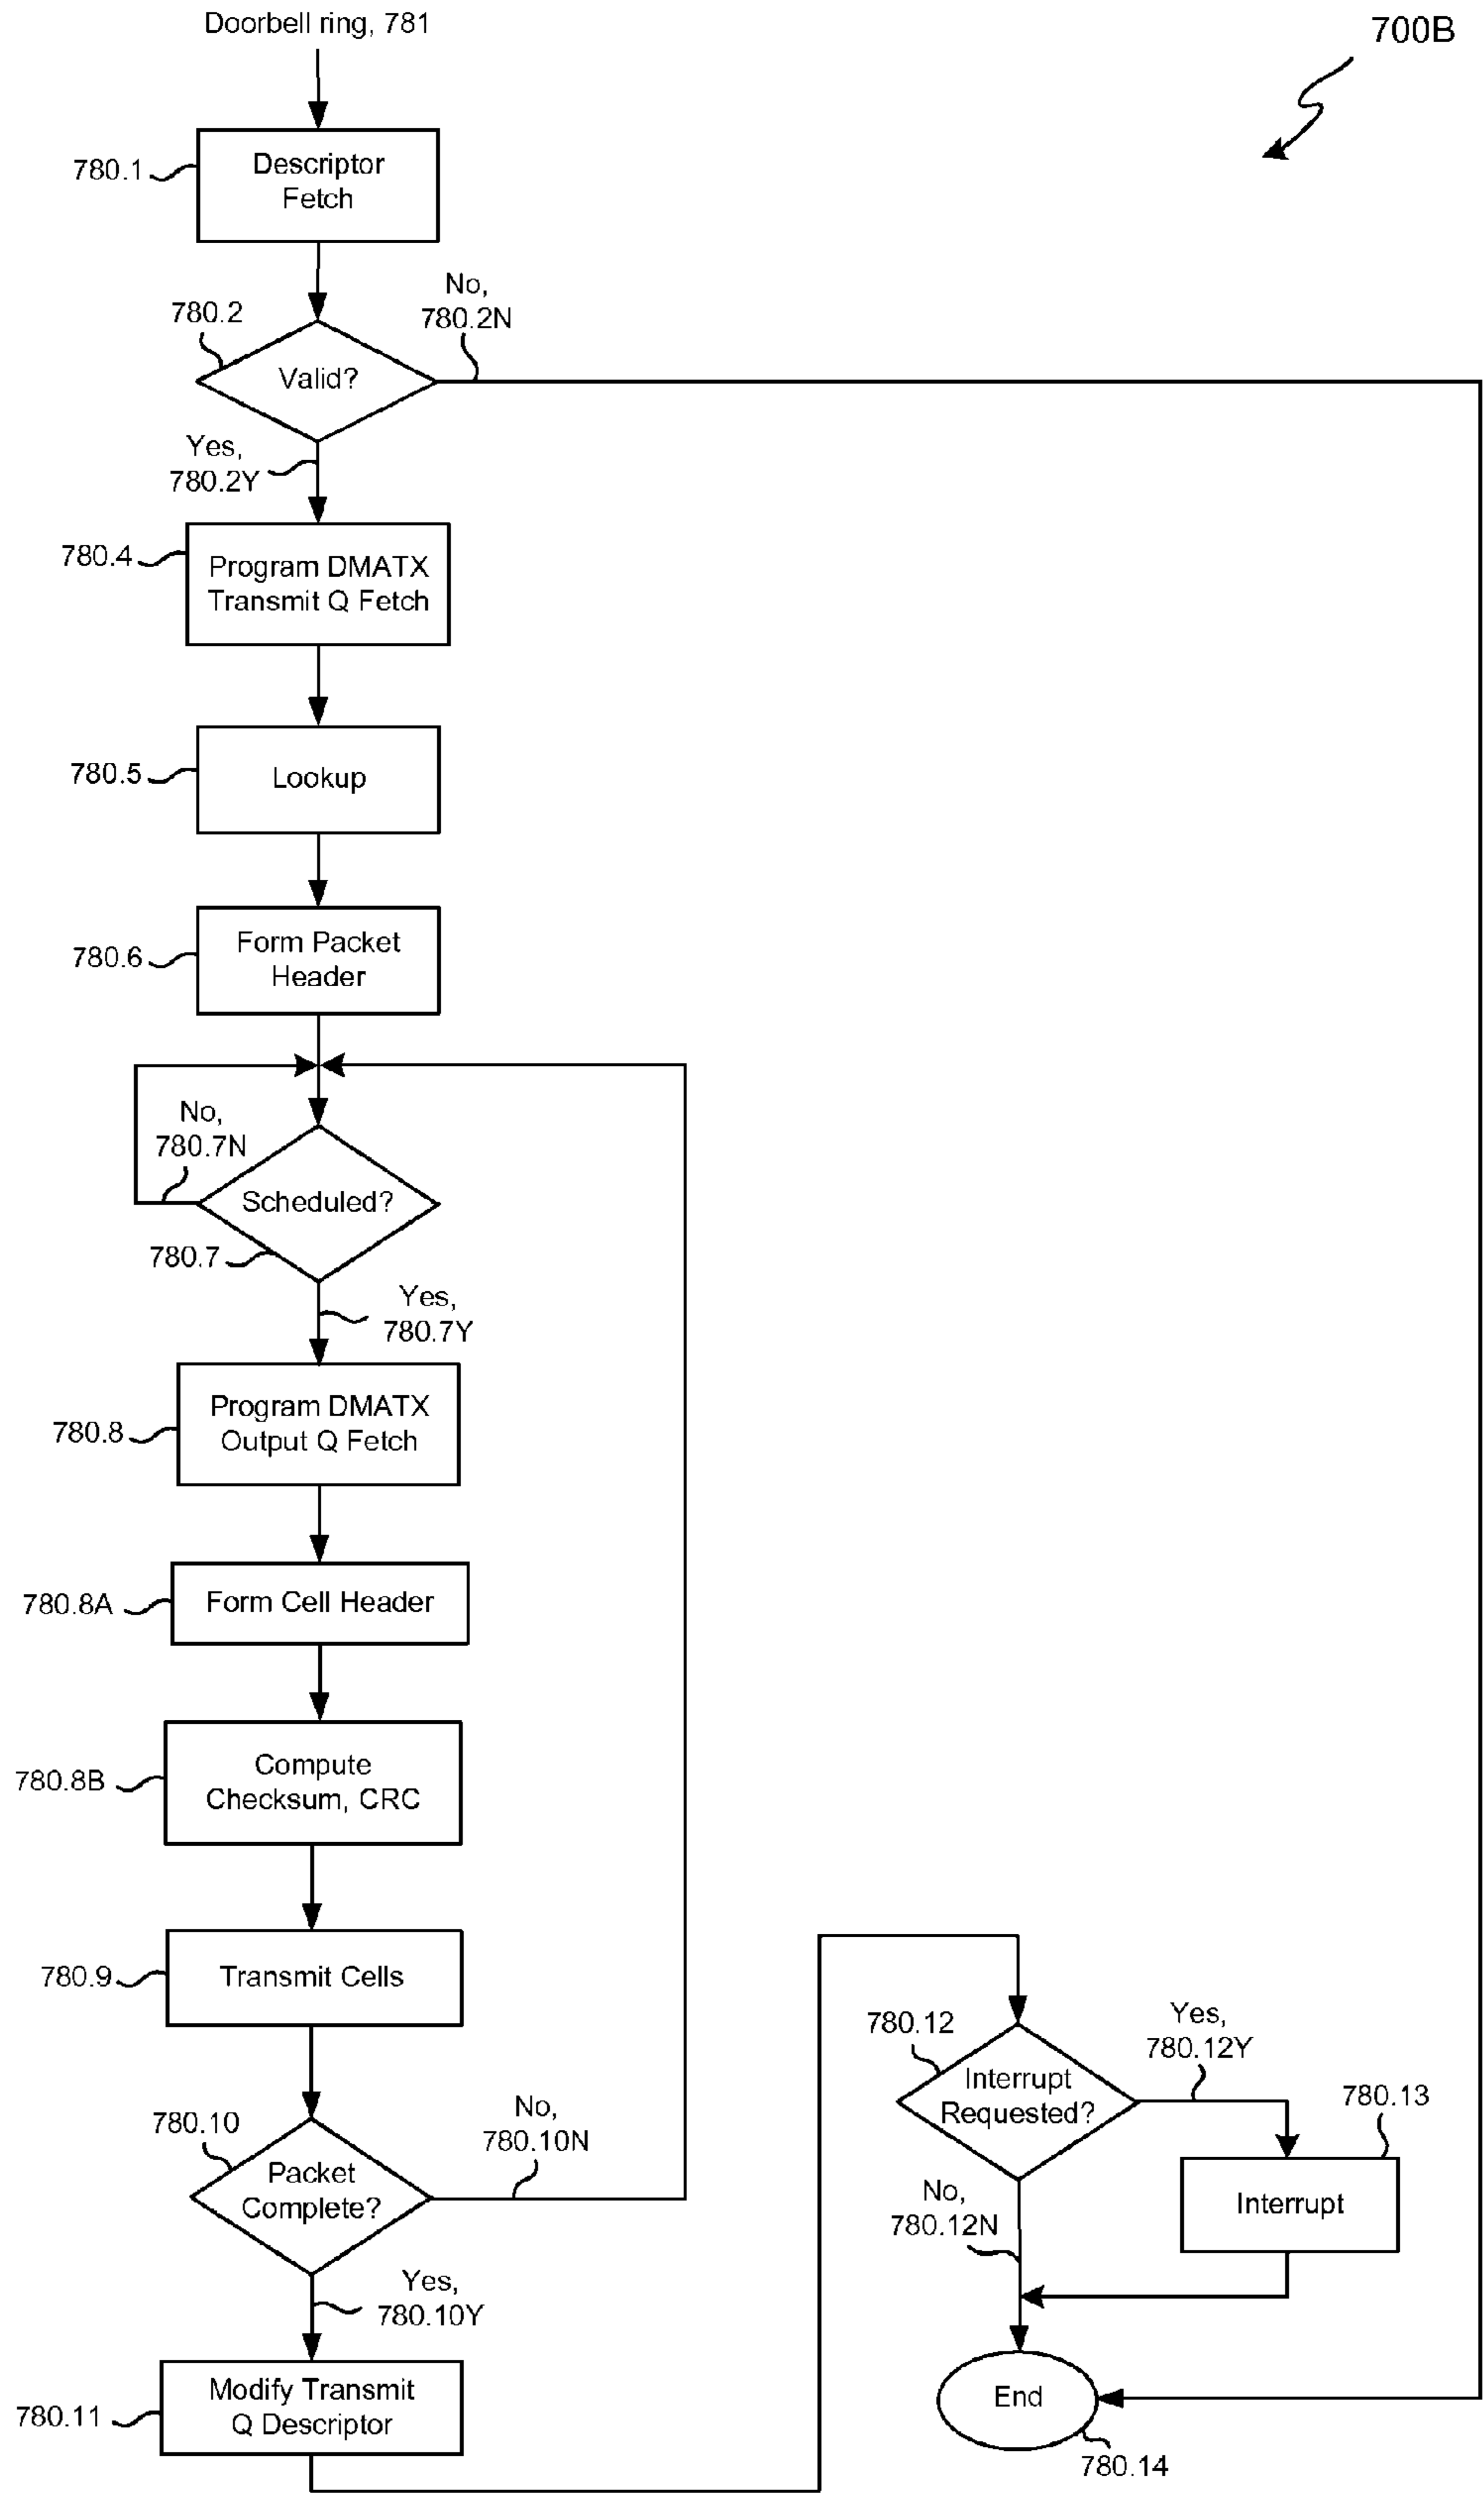 Doorbell ring, 781
700B
780.1
Descriptor
Fetch
780.2
No,
780.2N
Valid?
Yes,
780.2Y
780.4
Program DMATX
Transmit Q Fetch
780.5
Lookup
780.6
Form Packet
Header
No,
780.7N
Scheduled?
780.7
Yes,
780.7Y
780.8
Program DMATX
Output Q Fetch
780.8A
Form Cell Header
780.8B
Compute
Checksum, CRC
780.9
Transmit Cells
780.10
No,
780.10N
Packet
Complete?
Yes,
780.10Y
780.11
Modify Transmit
Q Descriptor
780.12
Yes,
780.12Y
Interrupt
Requested?
780.13
Interrupt
No,
780.12N
End
780.14